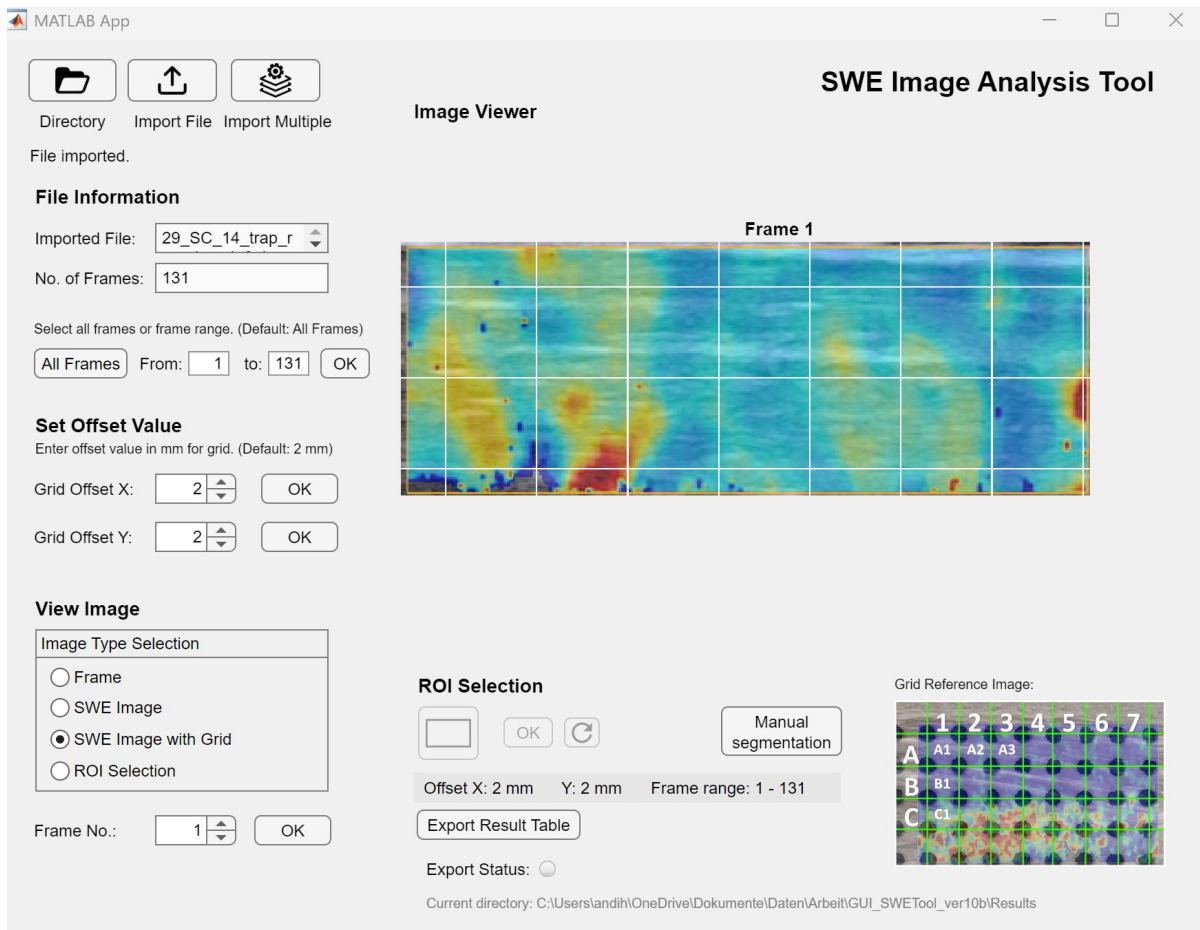 MATLAB App
SWE Image Analysis Tool
Directory
Import File
Import Multiple
File imported.
File Information
Imported File:
29_SC_14_trap_r
No. of Frames:
131
Select all frames or frame range. (Default: All Frames)
All Frames
From:
1
to:
131
OK
Set Offset Value
Enter offset value in mm for grid. (Default: 2 mm)
Grid Offset X:
2
OK
Grid Offset Y:
2
OK
View Image
Image Type Selection
Frame
SWE Image
SWE Image with Grid
ROI Selection
Frame No.:
1
OK
Image Viewer
Frame 1
ROI Selection
OK
Manual
segmentation
Offset X: 2 mm
Y: 2 mm
Frame range: 1 - 131
Export Result Table
Export Status:
Current directory: C:\Users\andih\OneDrive\Dokumente\Daten\Arbeit\GUI_SWETool_ver10b\Results
Grid Reference Image:
1 2 3 4 5 6 7
A A1 A2 A3
B B1
C C1